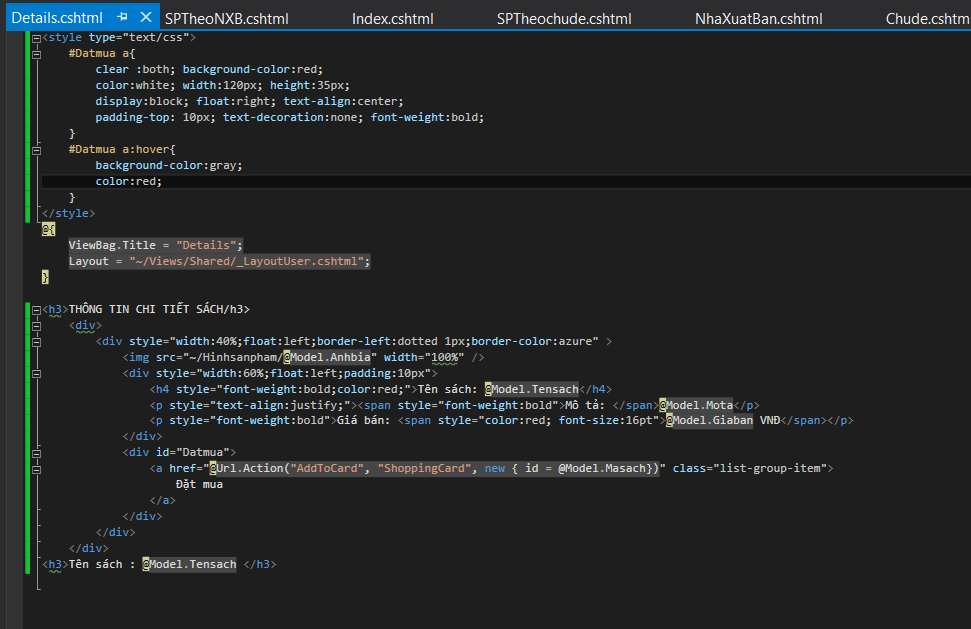 Details.cshtml SPTheoNXB.cshtml Index.cshtml SPTheochude.cshtml NhaXuatBan.cshtml Chude.cshtm
<style type="text/css">
#Datmua a{
clear :both; background-color:red;
color:white; width:120px; height:35px;
display:block; float:right; text-align:center;
padding-top: 10px; text-decoration:none; font-weight:bold;
}
#Datmua a:hover{
background-color:gray;
color:red;
}
</style>
@{
ViewBag.Title = "Details";
Layout = "~/Views/Shared/_LayoutUser.cshtml";
}
<h3>THÔNG TIN CHI TIẾT SÁCH/h3>
<div>
<div style="width:40%;float:left;border-left:dotted 1px;border-color:azure" >
<img src="~/Hinhsanpham/@Model.Anhbia" width="100%" />
<div style="width:60%;float:left;padding:10px">
<h4 style="font-weight:bold;color:red;">Tên sách: @Model.Tensach</h4>
<p style="text-align:justify;"><span style="font-weight:bold">Mô tả: </span>@Model.Mota</p>
<p style="font-weight:bold">Giá bán: <span style="color:red; font-size:16pt">@Model.Giaban VNĐ</span></p>
</div>
<div id="Datmua">
<a href="@Url.Action("AddToCard", "ShoppingCard", new { id = @Model.Masach})" class="list-group-item">
Đặt mua
</a>
</div>
</div>
</div>
<h3>Tên sách : @Model.Tensach </h3>